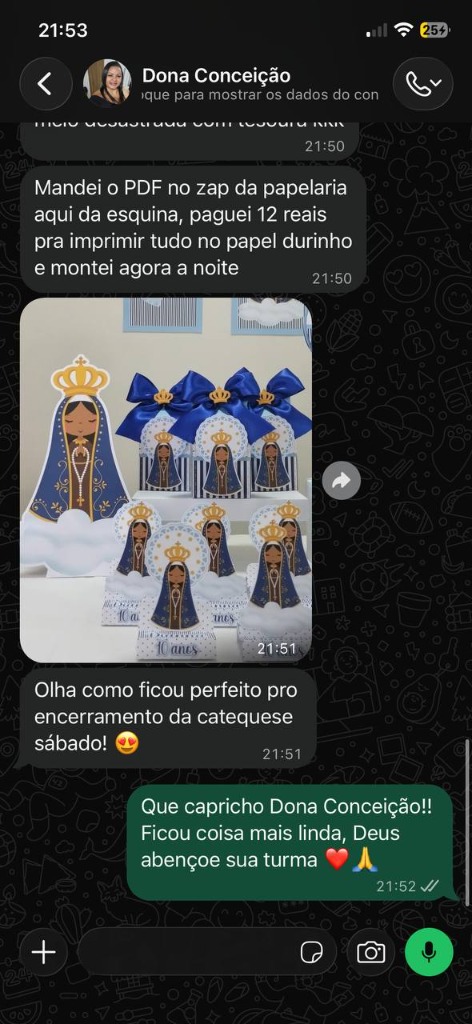 21:53
25
Dona Conceição
que para mostrar os dados do con
meio desastrada com tesoura kkk
21:50
Mandei o PDF no zap da papelaria
aqui da esquina, paguei 12 reais
pra imprimir tudo no papel durinho
e montei agora a noite
21:50
10 a
anos
10 anos
21:51
Olha como ficou perfeito pro
encerramento da catequese
sábado! 😍
21:51
Que capricho Dona Conceição!!
Ficou coisa mais linda, Deus
abençoe sua turma ❤️🙏
21:52